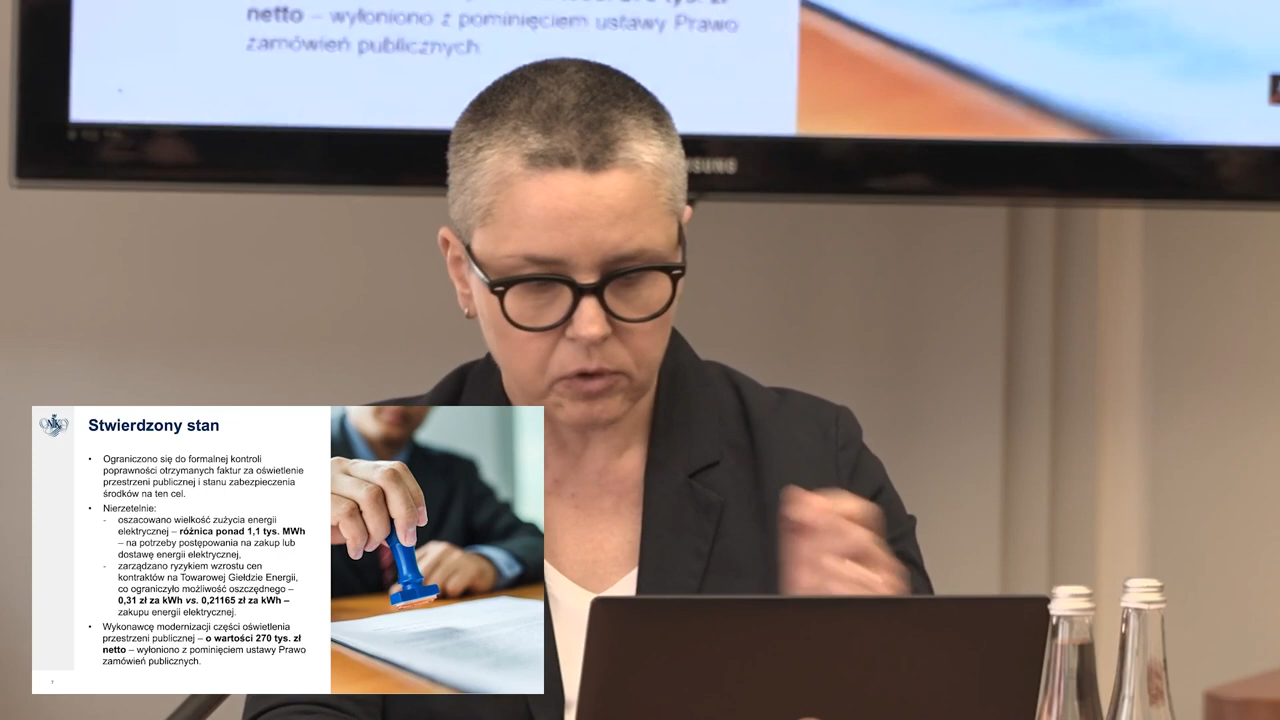 netto – wyłoniono z pominięciem ustawy Prawo
zamówień publicznych
SUNG
NIK
Stwierdzony stan
• Ograniczono się do formalnej kontroli
poprawności otrzymanych faktur za oświetlenie
przestrzeni publicznej i stanu zabezpieczenia
środków na ten cel.
• Nierzetelnie:
- oszacowano wielkość zużycia energii
elektrycznej – różnica ponad 1,1 tys. MWh
– na potrzeby postępowania na zakup lub
dostawę energii elektrycznej,
- zarządzano ryzykiem wzrostu cen
kontraktów na Towarowej Giełdzie Energii,
co ograniczyło możliwość oszczędnego –
0,31 zł za kWh vs. 0,21165 zł za kWh –
zakupu energii elektrycznej.
• Wykonawcę modernizacji części oświetlenia
przestrzeni publicznej – o wartości 270 tys. zł
netto – wyłoniono z pominięciem ustawy Prawo
zamówień publicznych.
7